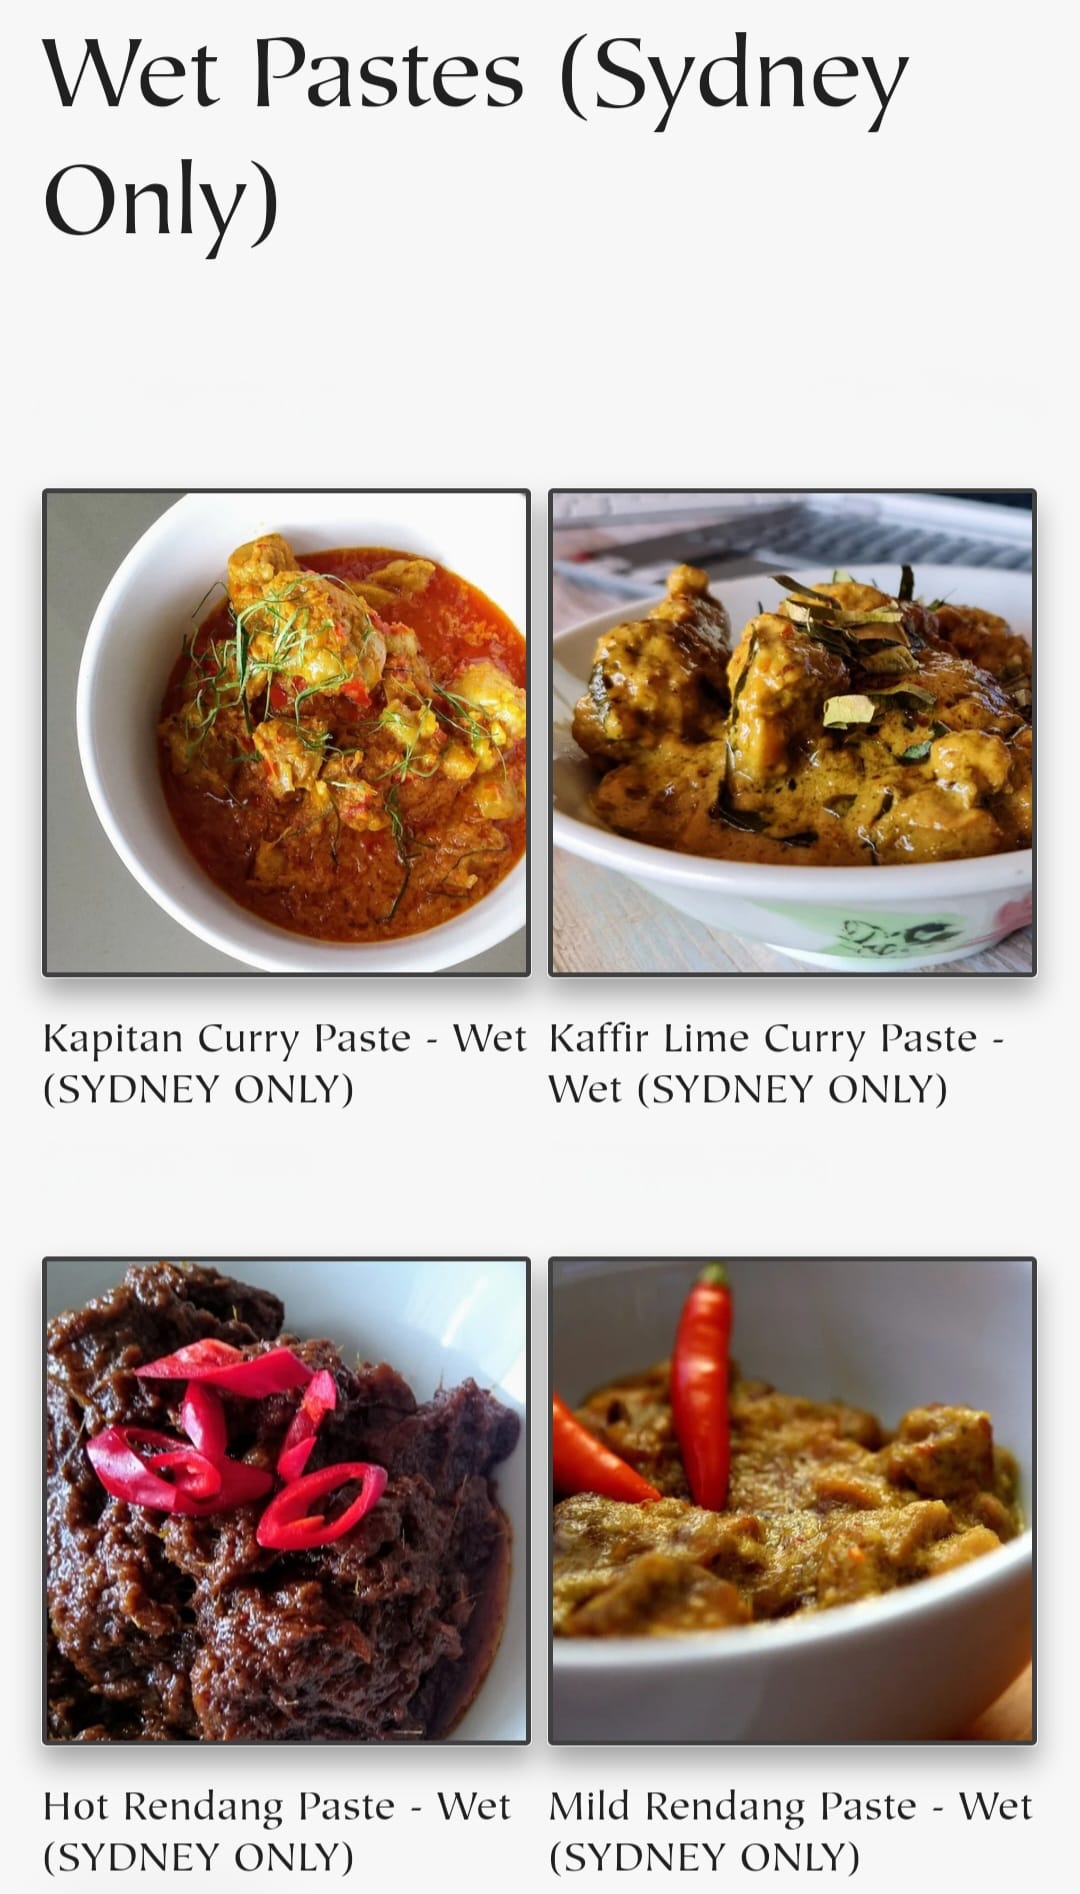 Wet Pastes (Sydney
Only)
Kapitan Curry Paste - Wet
(SYDNEY ONLY)
Kaffir Lime Curry Paste -
Wet (SYDNEY ONLY)
Hot Rendang Paste - Wet
(SYDNEY ONLY)
Mild Rendang Paste - Wet
(SYDNEY ONLY)